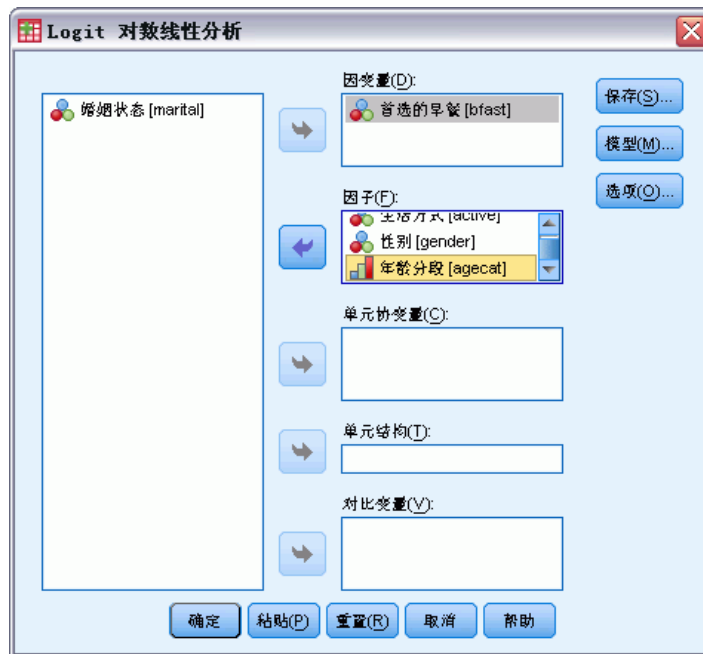 Logit 对数线性分析
婚姻状态 [marital]
因变量(D):
首选的早餐 [bfast]
因子(F):
生活方式 [active]
性别 [gender]
年龄分段 [agecat]
单元协变量(C):
单元结构(T):
对比变量(V):
保存(S)...
模型(M)...
选项(O)...
确定
粘贴(P)
重置(R)
取消
帮助